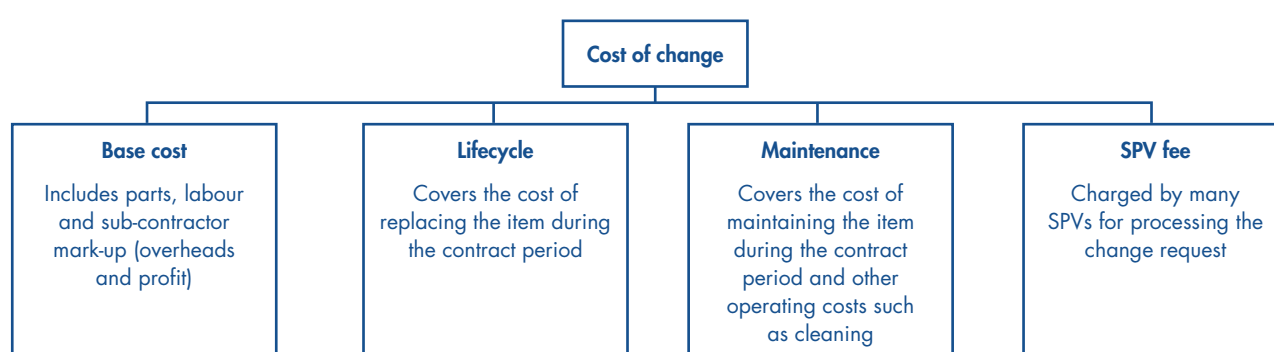 Cost of change
Base cost
Includes parts, labour
and sub-contractor
mark-up (overheads
and profit)
Lifecycle
Covers the cost of
replacing the item during
the contract period
Maintenance
Covers the cost of
maintaining the item
during the contract
period and other
operating costs such
as cleaning
SPV fee
Charged by many
SPVs for processing the
change request